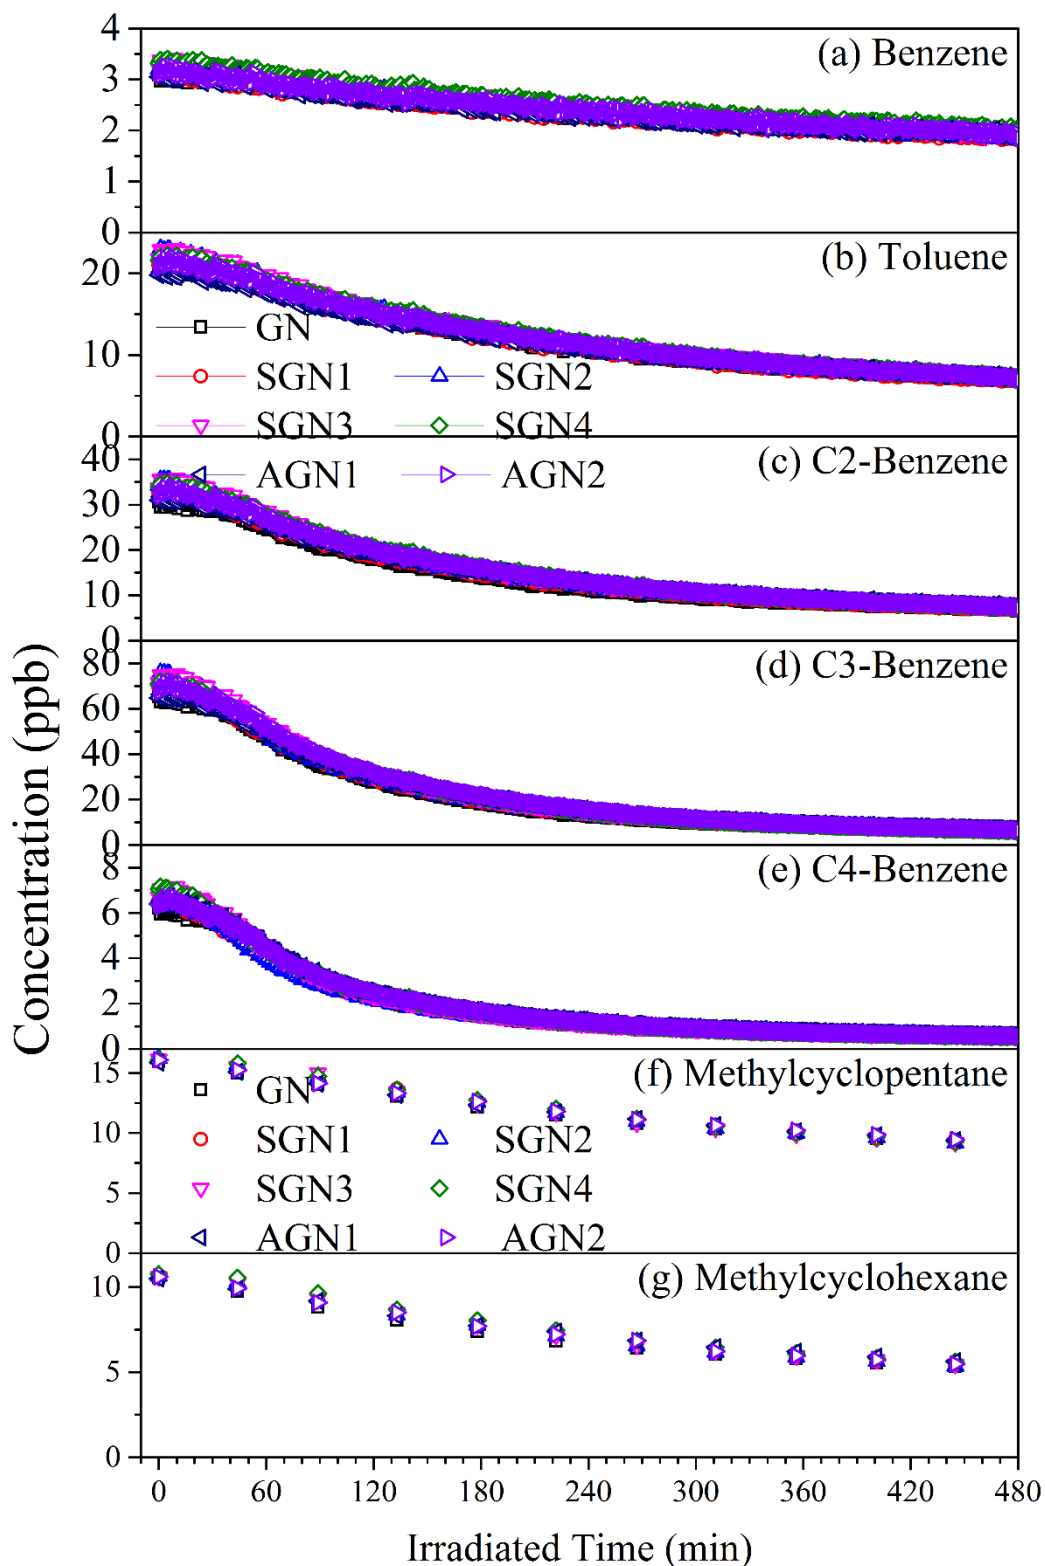 4
(a) Benzene
3
2
1
0
20
(b) Toluene
GN
10
SGN1 SGN2
SGN3 SGN4
0
40
AGN1 AGN2
(c) C2-Benzene
30
20
10
0
80
(d) C3-Benzene
60
40
20
0
8
(e) C4-Benzene
6
4
2
0
15
(f) Methylcyclopentane
GN
10
SGN1 SGN2
5
SGN3 SGN4
AGN1 AGN2
0
10
(g) Methylcyclohexane
5
0
0 60 120 180 240 300 360 420 480
Irradiated Time (min)
Concentration (ppb)